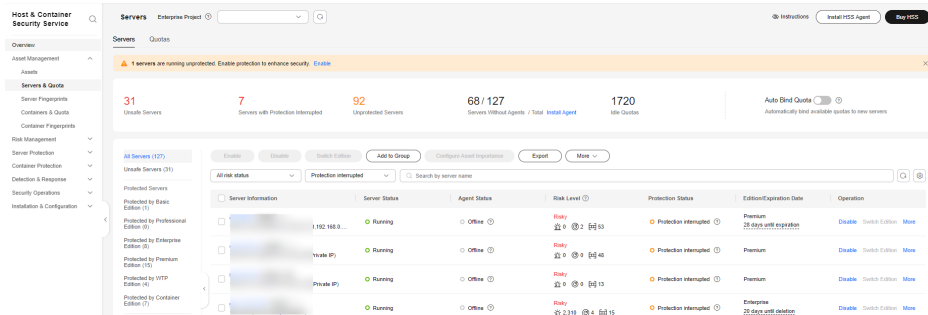 Host & Container
Security Service
Overview
Asset Management
Assets
Servers & Quota
Server Fingerprints
Containers & Quota
Container Fingerprints
Risk Management
Server Protection
Container Protection
Detection & Response
Security Operations
Installation & Configuration
Servers Enterprise Project
Instructions Install HSS Agent Buy HSS
Servers Quotas
1 servers are running unprotected. Enable protection to enhance security. Enable
31 7 92 68/127 1720
Unsafe Servers Servers with Protection Interrupted Unprotected Servers Servers Without Agents / Total Install Agent Idle Quotas
Auto Bind Quota
Automatically bind available quotas to new servers
All Servers (127)
Unsafe Servers (31)
Protected Servers
Protected by Basic
Edition (1)
Protected by Professional
Edition (0)
Protected by Enterprise
Edition (8)
Protected by Premium
Edition (15)
Protected by WTP
Edition (4)
Protected by Container
Edition (7)
Enable Disable Switch Edition Add to Group Configure Asset Importance Export More
All risk status Protection interrupted Search by server name
Server Information Server Status Agent Status Risk Level Protection Status Edition/Expiration Date Operation
Running Offline Risky Protection interrupted Premium Disable Switch Edition More
0 2 53 28 days until expiration
Private IP) Running Offline Risky Protection interrupted Premium Disable Switch Edition More
0 0 48
Private IP) Running Offline Risky Protection interrupted Premium Disable Switch Edition More
0 0 13
Running Offline Risky Protection interrupted Enterprise Disable Switch Edition More
2,310 4 15 20 days until deletion